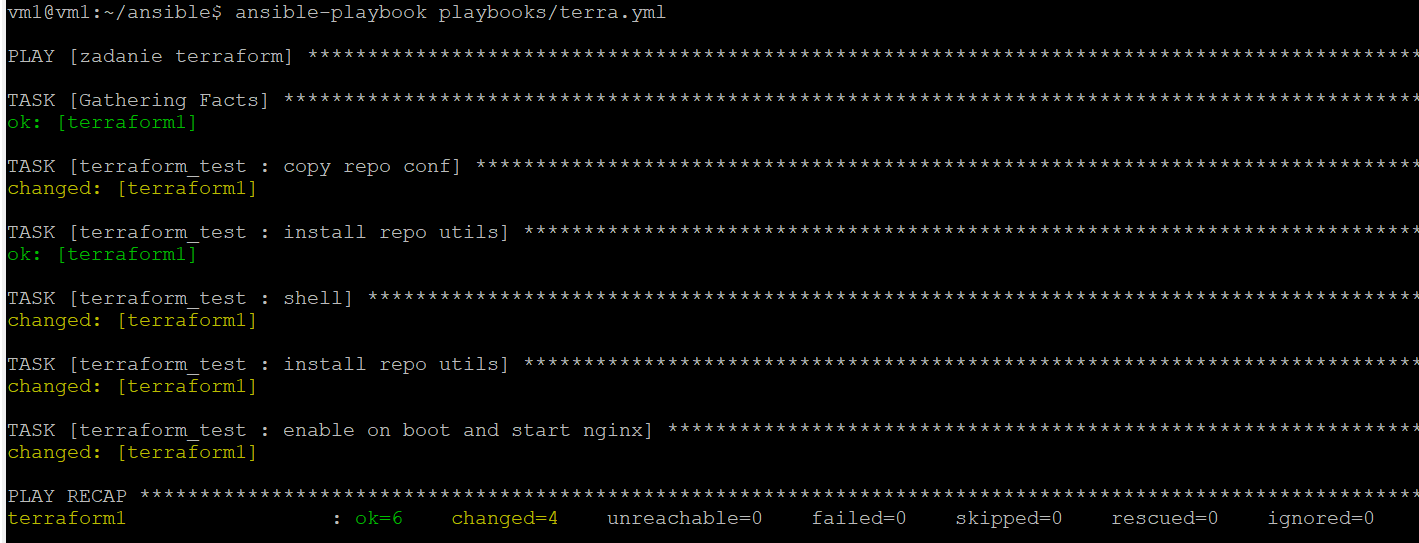 vm1@vm1:~/ansible$ ansible-playbook playbooks/terra.yml
PLAY [zadanie terraform] *********************************************************************************************
TASK [Gathering Facts] ***********************************************************************************************
ok: [terraform1]
TASK [terraform_test : copy repo conf] *******************************************************************************
changed: [terraform1]
TASK [terraform_test : install repo utils] ***************************************************************************
ok: [terraform1]
TASK [terraform_test : shell] ****************************************************************************************
changed: [terraform1]
TASK [terraform_test : install repo utils] ***************************************************************************
changed: [terraform1]
TASK [terraform_test : enable on boot and start nginx] ***************************************************************
changed: [terraform1]
PLAY RECAP ***********************************************************************************************************
terraform1                 : ok=6    changed=4    unreachable=0    failed=0    skipped=0    rescued=0    ignored=0